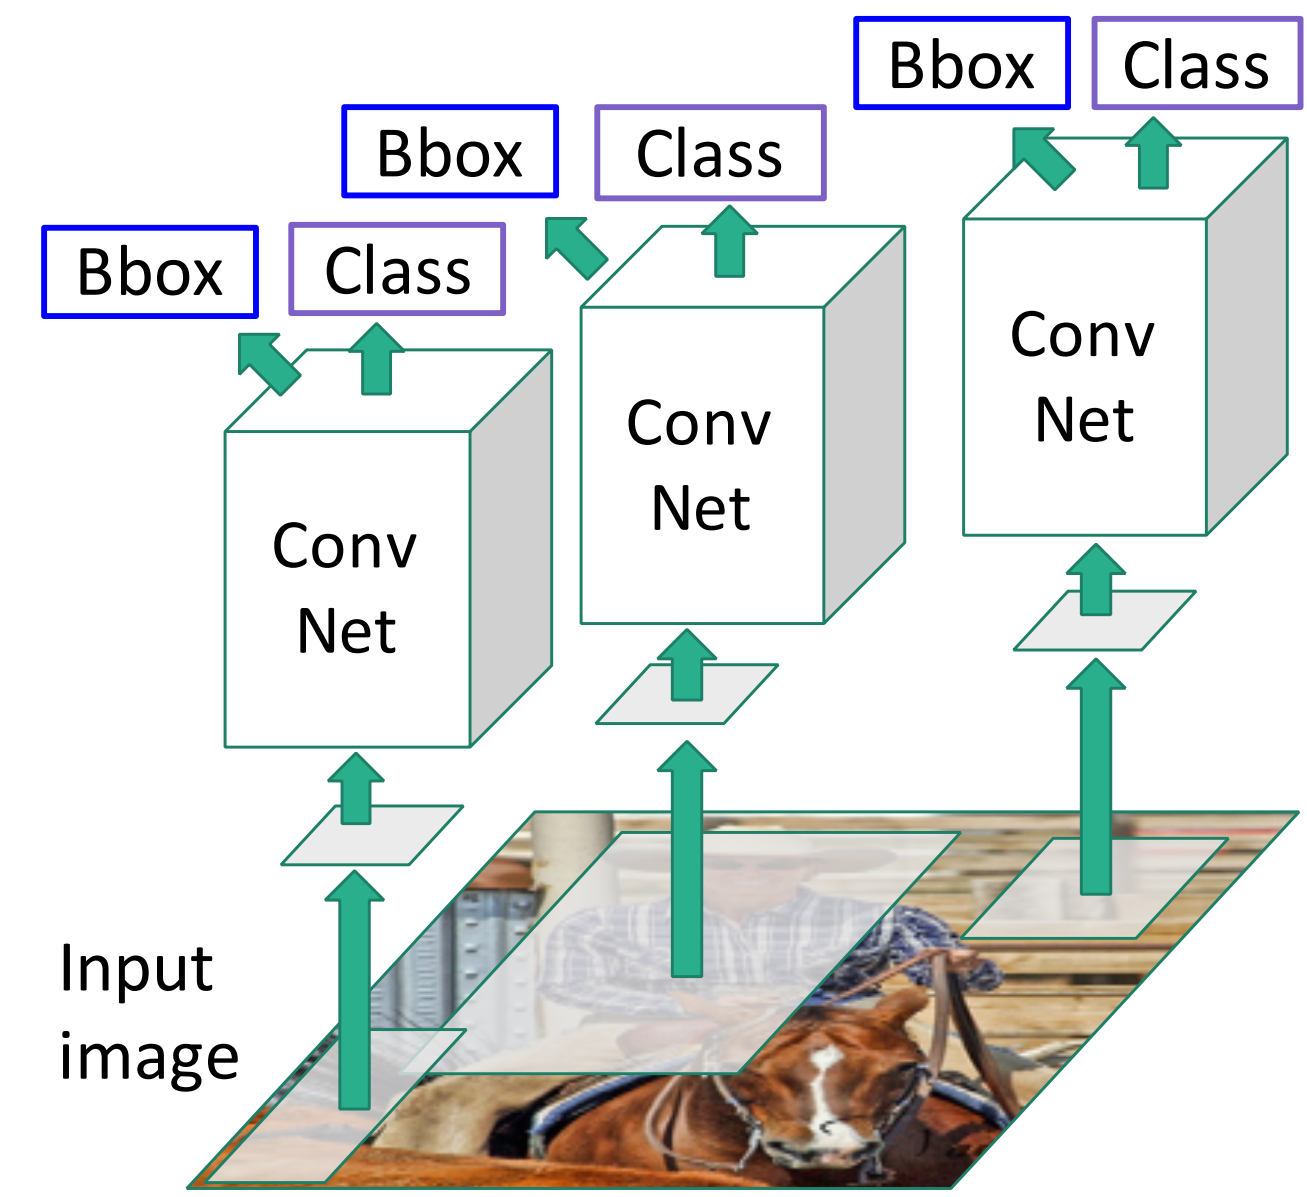 Bbox Class
Bbox Class
Bbox Class
Conv
Net
Conv
Net
Conv
Net
Input
image